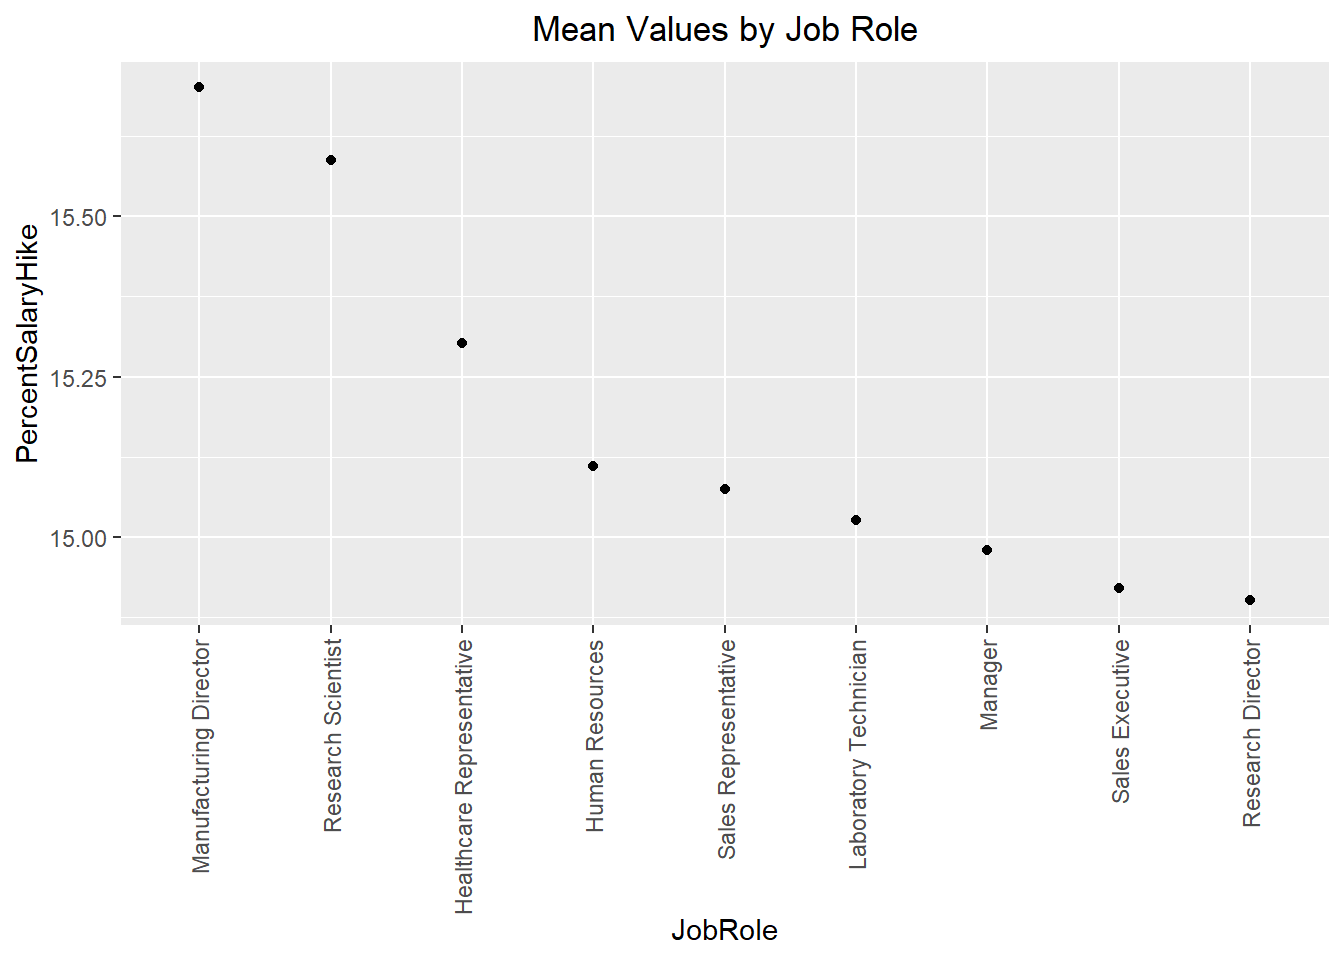 Mean Values by Job Role
PercentSalaryHike
15.50
15.25
15.00
Manufacturing Director
Research Scientist
Healthcare Representative
Human Resources
Sales Representative
Laboratory Technician
Manager
Sales Executive
Research Director
JobRole